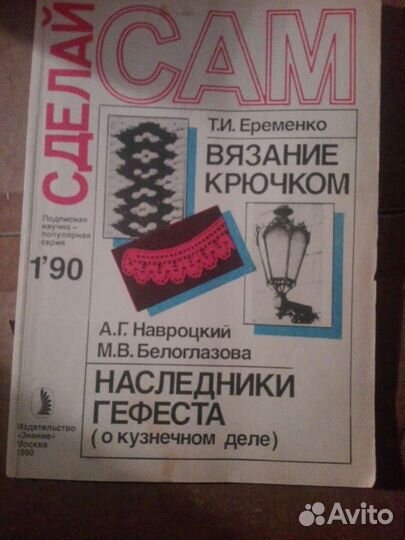 СДЕЛАЙ
САМ
Т.И. Еременко
ВЯЗАНИЕ
КРЮЧКОМ
Подписная
научно -
популярная
серия
1'90
А.Г. Навроцкий
М.В. Белоглазова
НАСЛЕДНИКИ
ГЕФЕСТА
(о кузнечном деле)
Издательство
«Знание»
Москва
1990
Avito